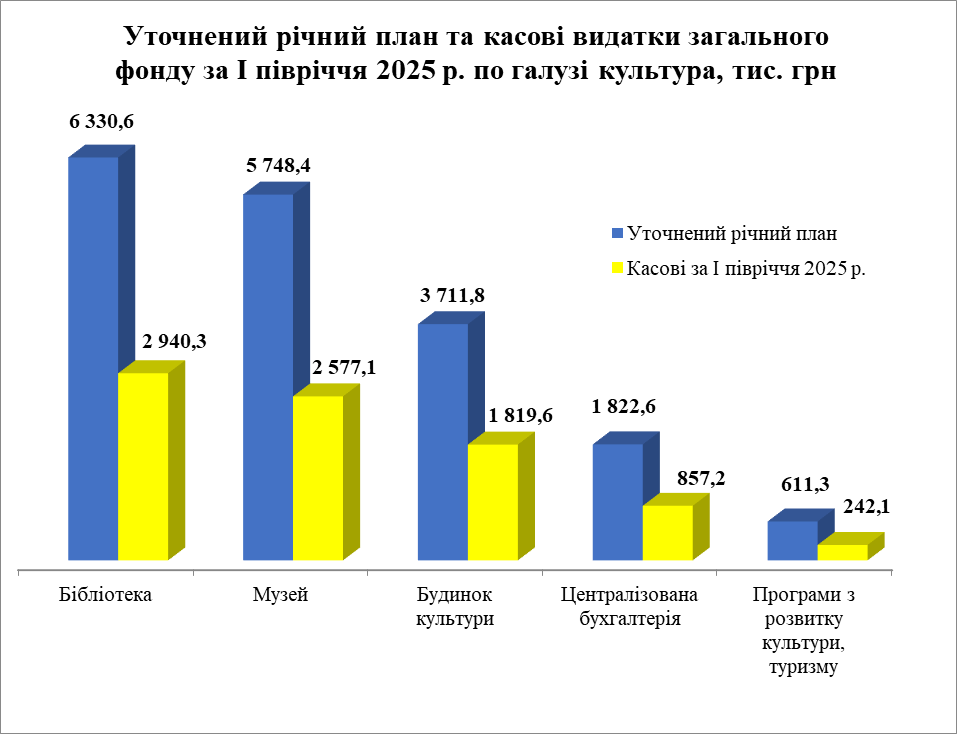 Уточнений річний план та касові видатки загального
фонду за І півріччя 2025 р. по галузі культура, тис. грн
6 330,6
5 748,4
3 711,8
1 822,6
611,3
2 940,3
2 577,1
1 819,6
857,2
242,1
Уточнений річний план
Касові за І півріччя 2025 р.
Бібліотека
Музей
Будинок
культури
Централізована
бухгалтерія
Програми з
розвитку
культури,
туризму